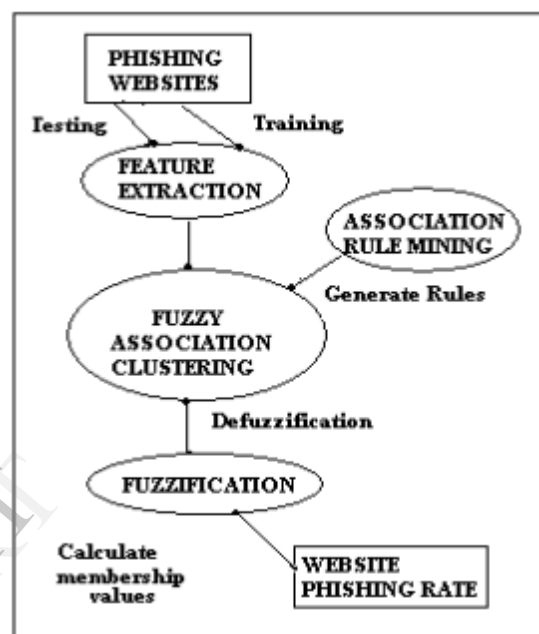 PHISHING
WEBSITES
Testing
Training
FEATURE
EXTRACTION
ASSOCIATION
RULE MINING
Generate Rules
FUZZY
ASSOCIATION
CLUSTERING
Defuzzification
FUZZIFICATION
Calculate
membership
values
WEBSITE
PHISHING RATE